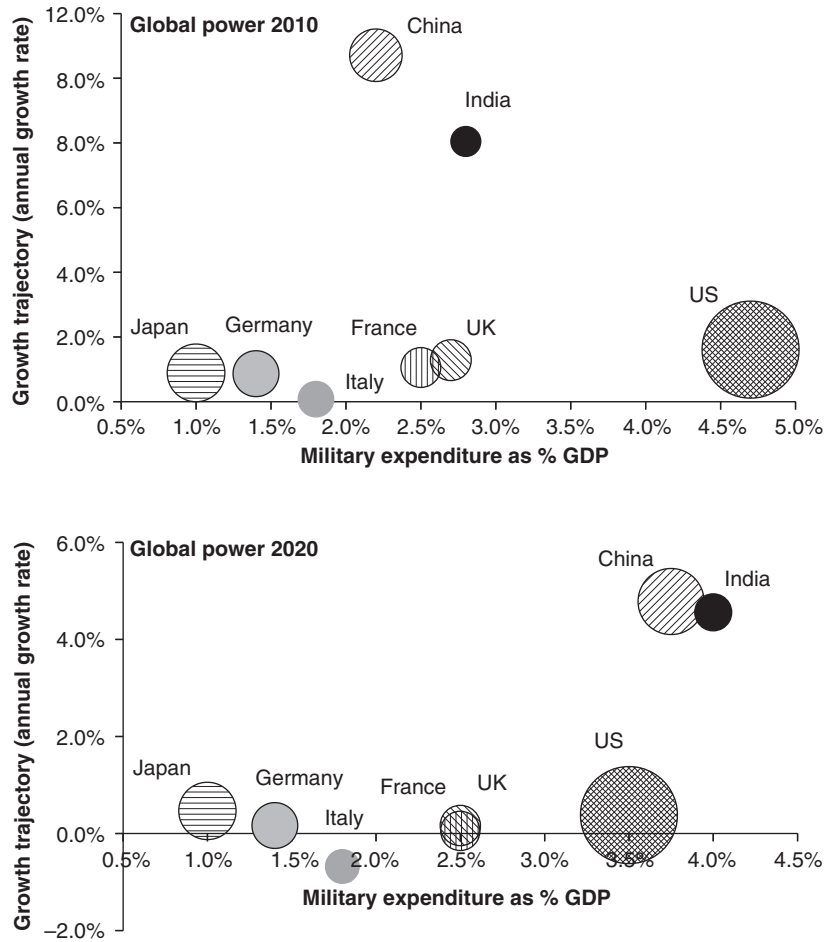 12.0%
Global power 2010
China
8.0%
India
8.0%
6.0%
4.0%
US
Japan
Germany
France
UK
2.0%
Italy
0.0%
0.5% 1.0% 1.5% 2.0% 2.5% 3.0% 3.5% 4.0% 4.5% 5.0%
Military expenditure as % GDP
Growth trajectory (annual growth rate)
6.0%
Global power 2020
China
India
4.0%
2.0%
US
Japan
Germany
France
UK
Italy
0.0%
0.5% 1.0% 1.5% 2.0% 2.5% 3.0% 3.5% 4.0% 4.5%
Military expenditure as % GDP
–2.0%
Growth trajectory (annual growth rate)